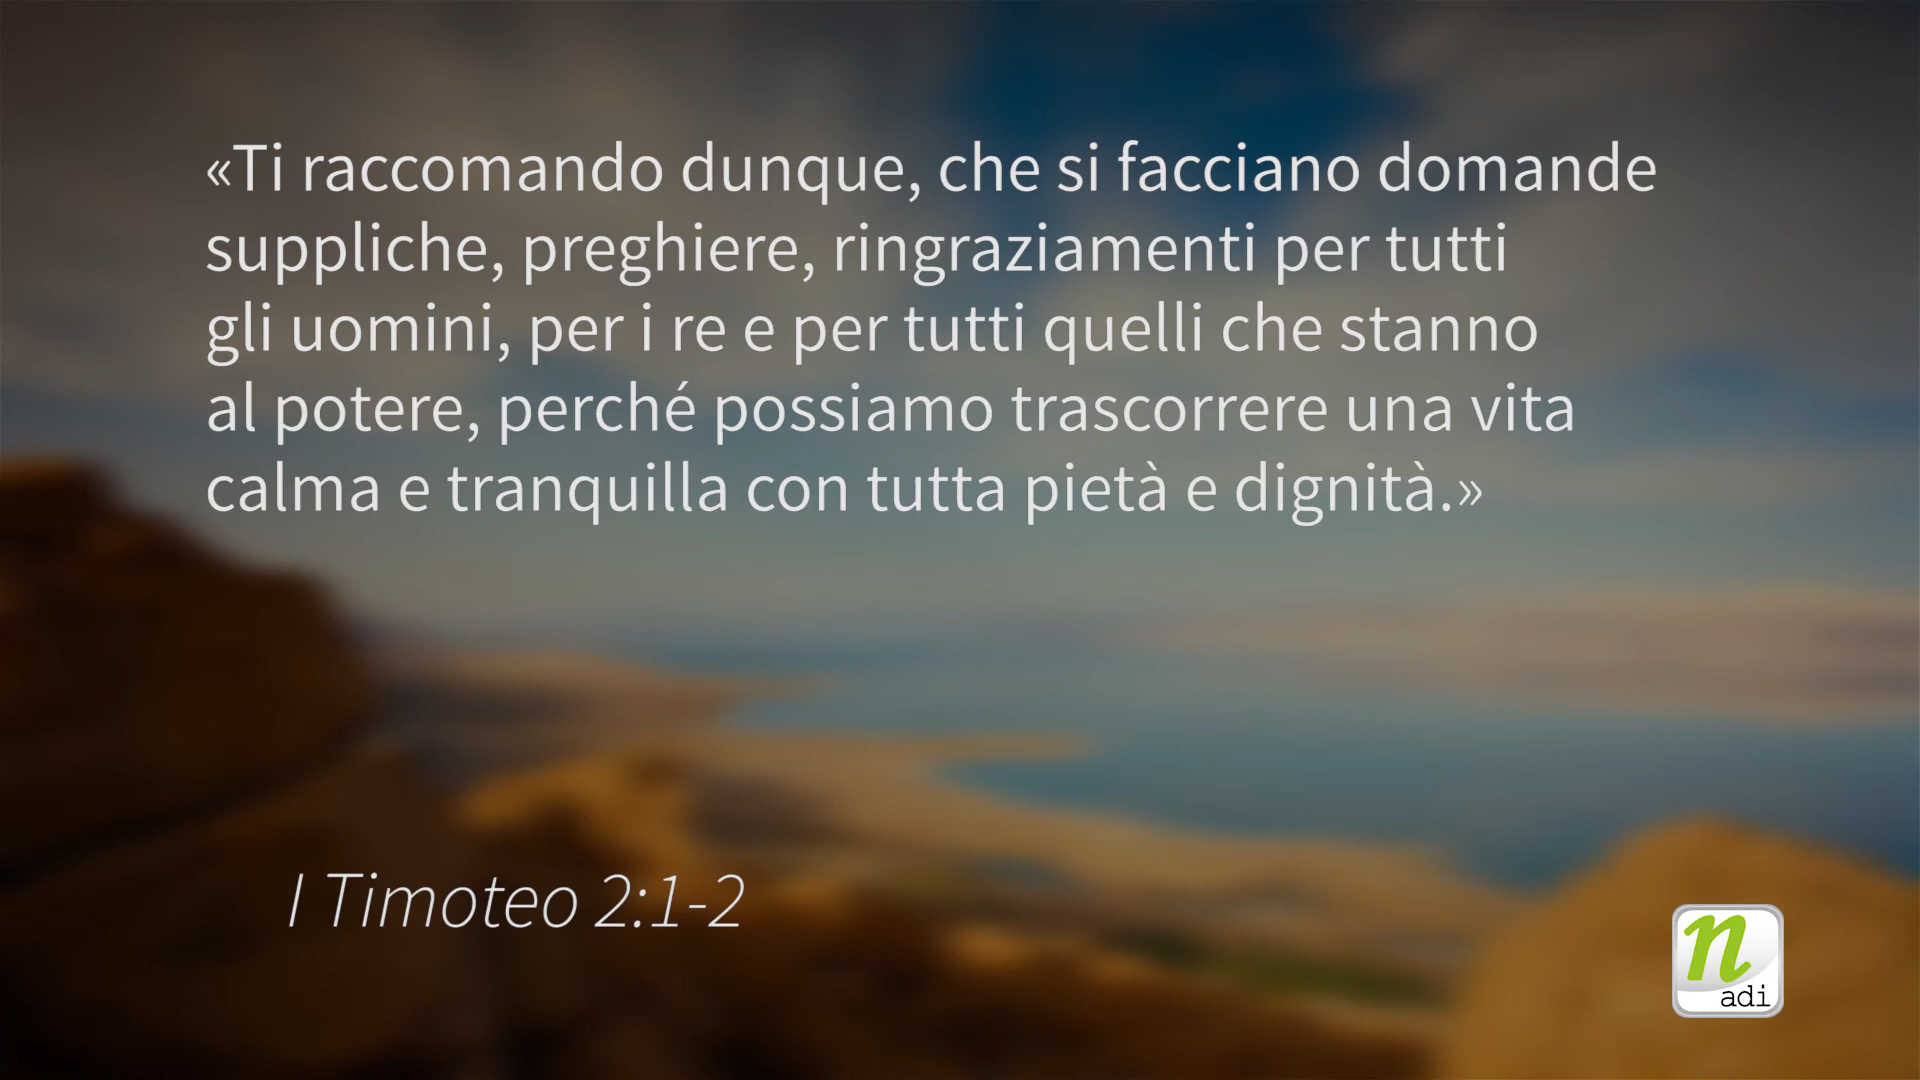 «Ti raccomando dunque, che si facciano domande
suppliche, preghiere, ringraziamenti per tutti
gli uomini, per i re e per tutti quelli che stanno
al potere, perché possiamo trascorrere una vita
calma e tranquilla con tutta pietà e dignità.»
I Timoteo 2:1-2
n
adi